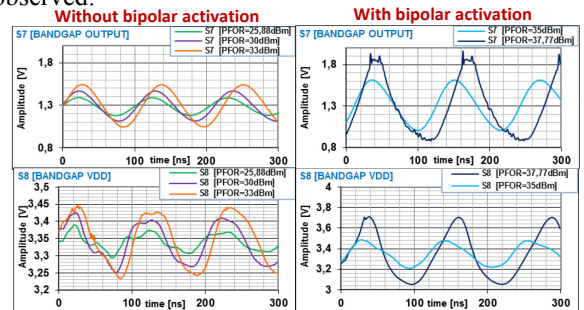 observed.
Without bipolar activation
With bipolar activation
S7 [BANDGAP OUTPUT]
S7 [PFOR=25,88dBm]
S7 [PFOR=30dBm]
S7 [PFOR=33dBm]
Amplitude [V]
1,8
1,3
0,8
0
100
time [ns]
200
300
S7 [BANDGAP OUTPUT]
S7 [PFOR=35dBm]
S7 [PFOR=37,77dBm]
Amplitude [V]
1,8
1,3
0,8
0
100
time [ns]
200
300
S8 [BANDGAP VDD]
S8 [PFOR=25,88dBm]
S8 [PFOR=30dBm]
S8 [PFOR=33dBm]
Amplitude [V]
3,5
3,45
3,4
3,35
3,3
3,25
3,2
0
100
time [ns]
200
300
S8 [BANDGAP VDD]
S8 [PFOR=37,77dBm]
S8 [PFOR=35dBm]
Amplitude [V]
4
3,8
3,6
3,4
3,2
3
0
100
time [ns]
200
300